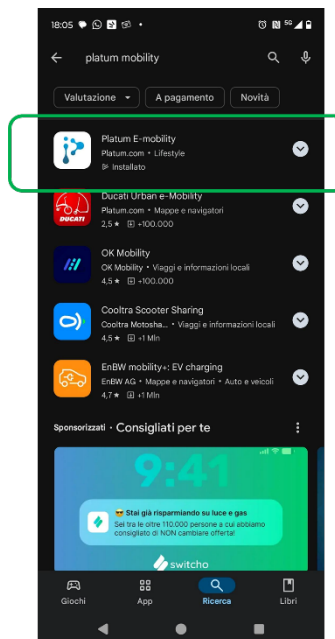 18:05
5G
platum mobility
Valutazione
A pagamento
Novità
Platum E-mobility
Platum.com • Lifestyle
Installato
Ducati Urban e-Mobility
Platum.com • Mappe e navigatori
2,5 ★ +100.000
DUCATI
OK Mobility
OK Mobility • Viaggi e informazioni locali
4,5 ★ +100.000
Cooltra Scooter Sharing
Cooltra Motosha... • Viaggi e informazioni locali
4,5 ★ +1 Mln
EnBW mobility+: EV charging
EnBW AG • Mappe e navigatori • Auto e veicoli
4,7 ★ +1 Mln
Sponsorizzati • Consigliati per te
9:41
Stai già risparmiando su luce e gas
Sei tra le oltre 110.000 persone a cui abbiamo
consigliato di NON cambiare offerta!
switcho
Giochi
App
Ricerca
Libri